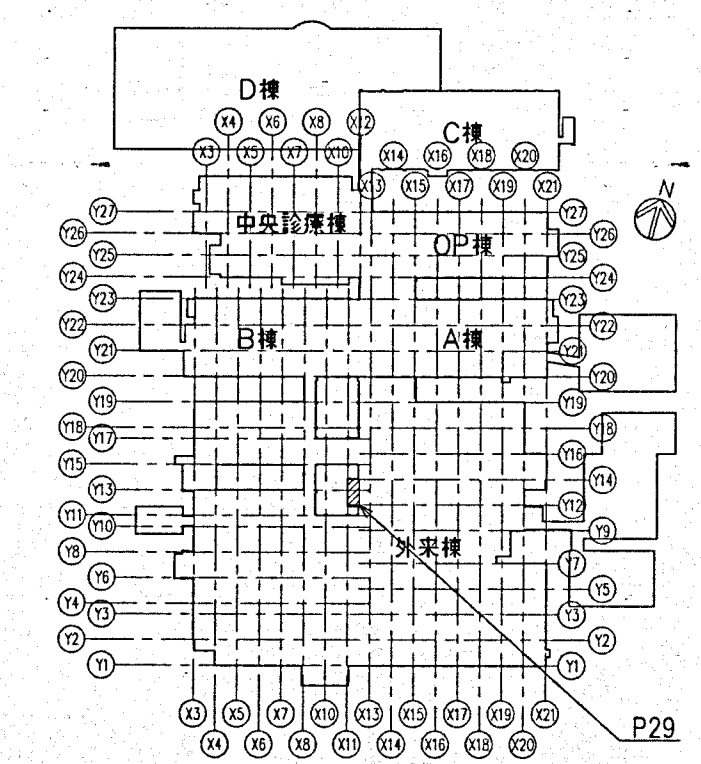 D棟
C棟
X4 X6 X8 X12
X3 X5 X7 X10 X14 X16 X18 X20
X13 X15 X17 X19 X21
N
Y27 中央診療棟 Y27
Y26 OP棟 Y26
Y25 Y25
Y24 Y24
Y23 Y23
Y22 B棟 A棟 Y22
Y21 Y21
Y20 Y20
Y19 Y19
Y18 Y18
Y17
Y16
Y15
Y14
Y13
Y12
Y11
Y10 Y9
Y8 外来棟
Y7
Y6
Y5
Y4
Y3 Y3
Y2 Y2
Y1 Y1
X3 X5 X7 X10 X13 X15 X17 X19 X21
X4 X6 X8 X11 X14 X16 X18 X20
P29